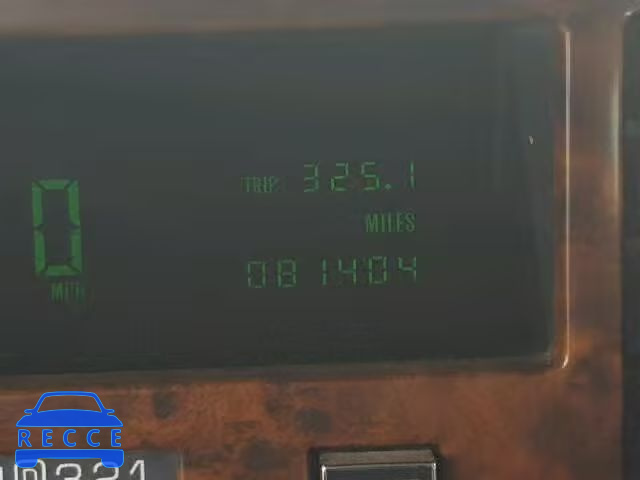 TRIP 325.1
0 MILES
MPH 081404
RECCE